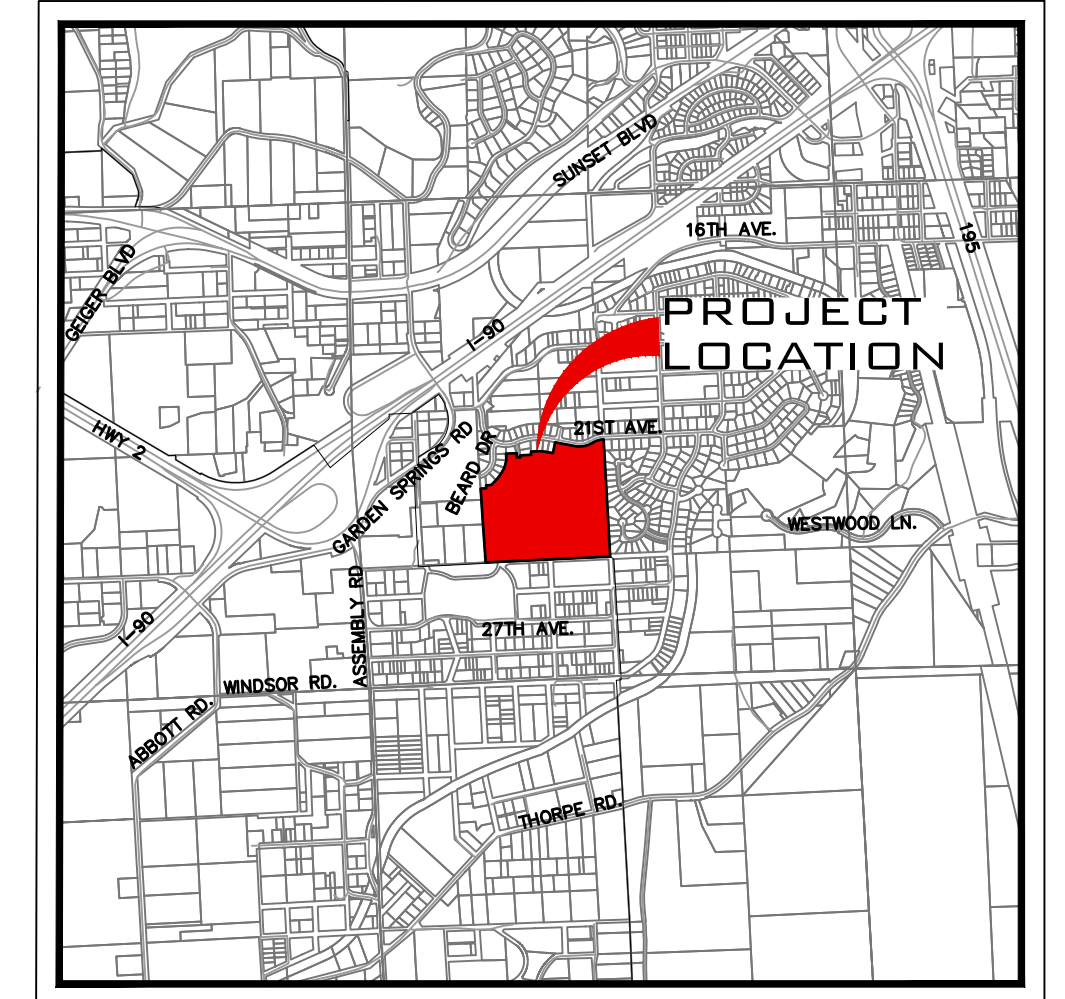 SUNSET BLVD
16TH AVE.
195
GEIGER BLVD
PROJECT
LOCATION
I-90
HWY 2
GARDEN SPRINGS RD
BEARD DR
21ST AVE.
WESTWOOD LN.
ASSEMBLY RD
I-90
27TH AVE.
WINDSOR RD.
ABBOTT RD.
THORPE RD.